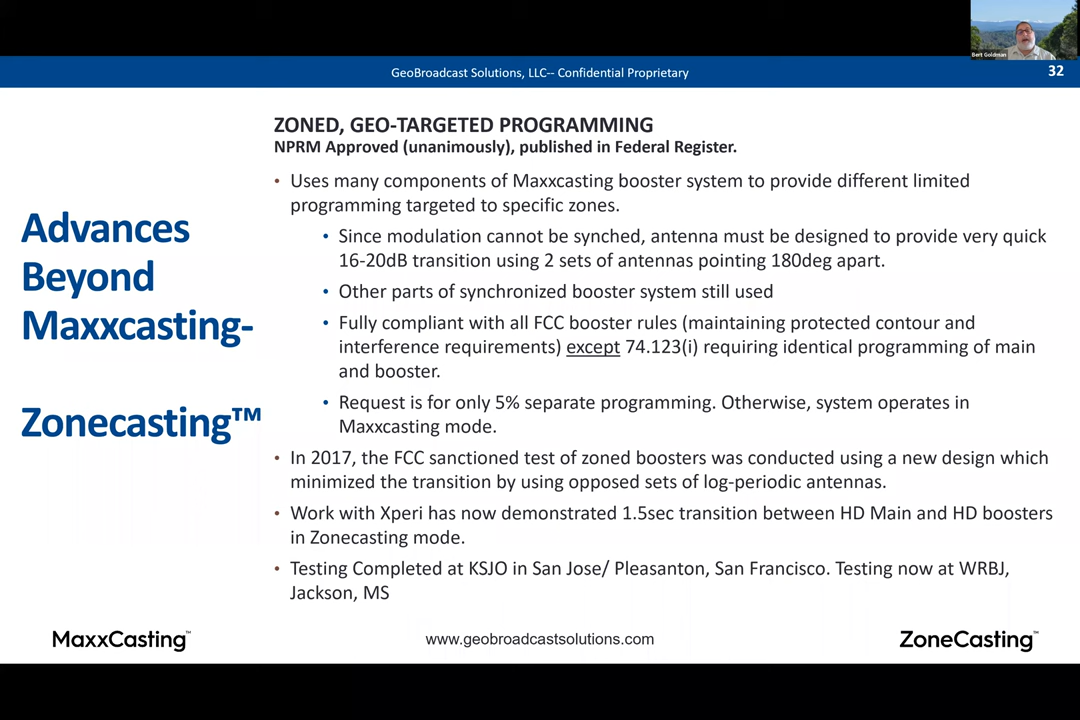 Bert Goldman
GeoBroadcast Solutions, LLC-- Confidential Proprietary
32
Advances
Beyond
Maxxcasting-
Zonecasting™
ZONED, GEO-TARGETED PROGRAMMING
NPRM Approved (unanimously), published in Federal Register.
• Uses many components of Maxxcasting booster system to provide different limited
programming targeted to specific zones.
• Since modulation cannot be synched, antenna must be designed to provide very quick
16-20dB transition using 2 sets of antennas pointing 180deg apart.
• Other parts of synchronized booster system still used
• Fully compliant with all FCC booster rules (maintaining protected contour and
interference requirements) except 74.123(i) requiring identical programming of main
and booster.
• Request is for only 5% separate programming. Otherwise, system operates in
Maxxcasting mode.
• In 2017, the FCC sanctioned test of zoned boosters was conducted using a new design which
minimized the transition by using opposed sets of log-periodic antennas.
• Work with Xperi has now demonstrated 1.5sec transition between HD Main and HD boosters
in Zonecasting mode.
• Testing Completed at KSJO in San Jose/ Pleasanton, San Francisco. Testing now at WRBJ,
Jackson, MS
MaxxCasting™
www.geobroadcastsolutions.com
ZoneCasting™